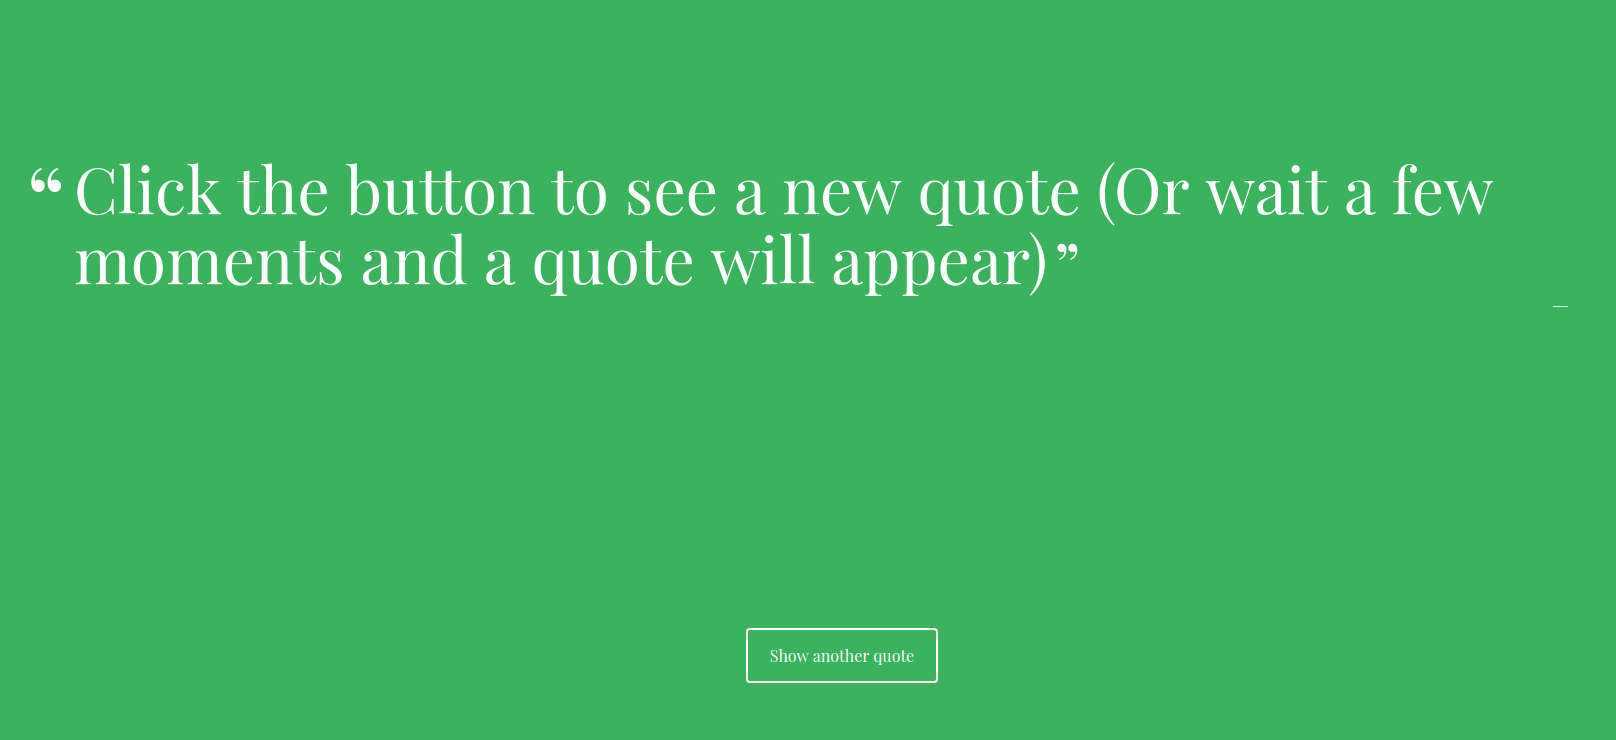 “Click the button to see a new quote (Or wait a few
moments and a quote will appear)”
—
Show another quote